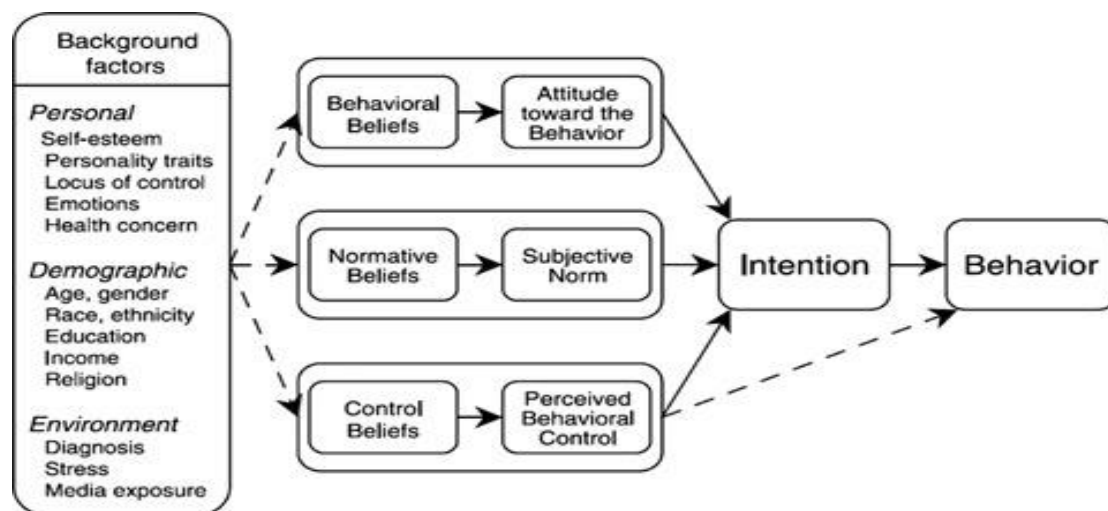 Background
factors
Personal
Self-esteem
Personality traits
Locus of control
Emotions
Health concern
Demographic
Age, gender
Race, ethnicity
Education
Income
Religion
Environment
Diagnosis
Stress
Media exposure
Behavioral
Beliefs
Attitude
toward the
Behavior
Normative
Beliefs
Subjective
Norm
Control
Beliefs
Perceived
Behavioral
Control
Intention
Behavior